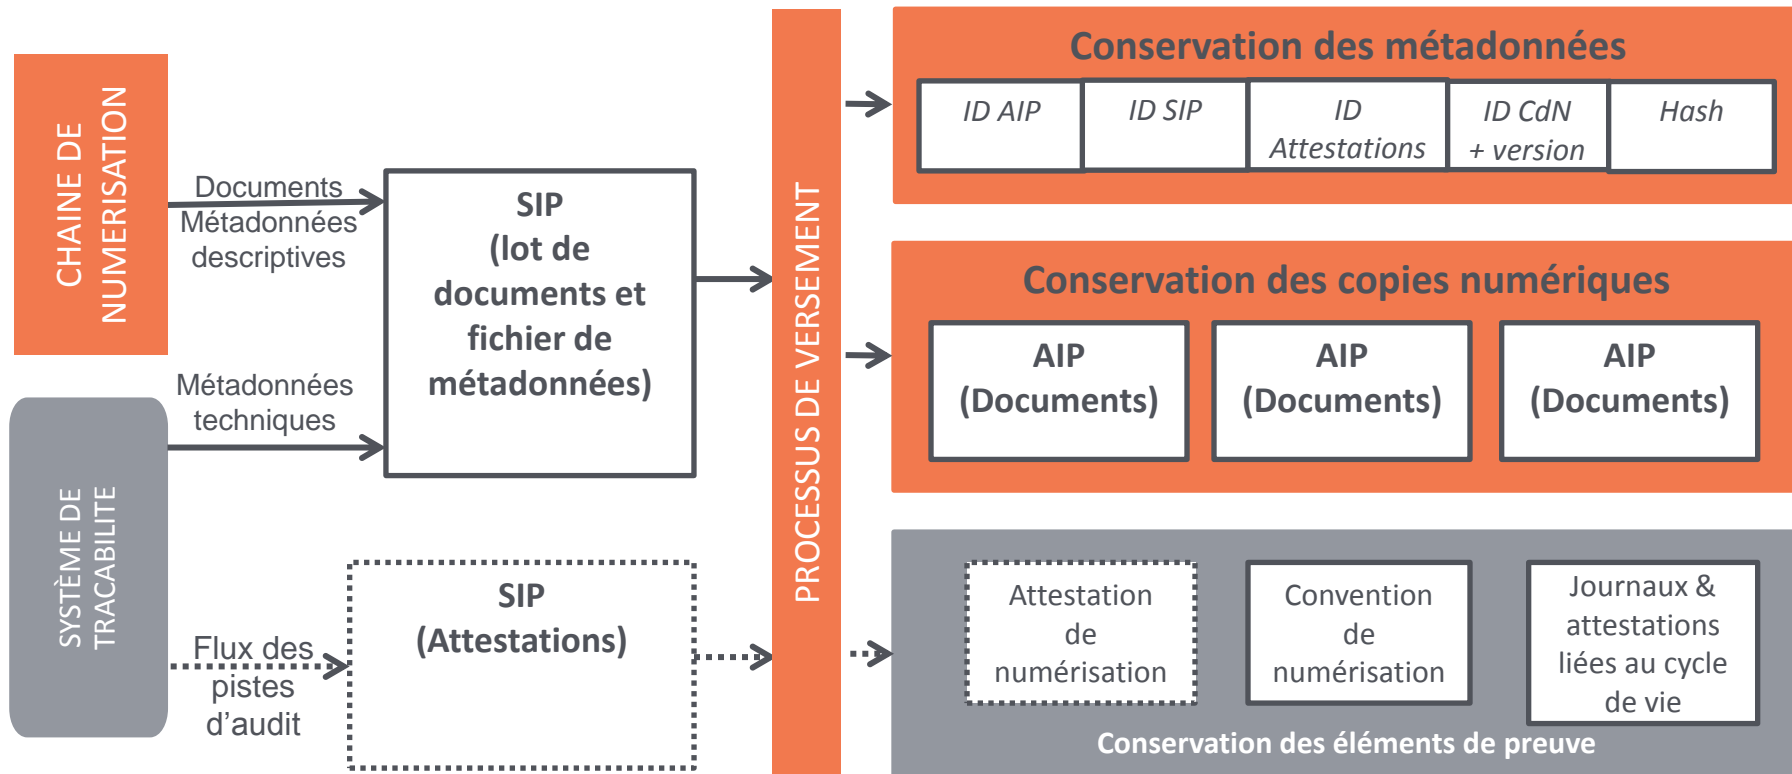 CHAINE DE
NUMERISATION
Documents
Métadonnées
descriptives
Métadonnées
techniques
SYSTÈME DE
TRACABILITE
Flux des
pistes
d’audit
SIP
(lot de
documents et
fichier de
métadonnées)
SIP
(Attestations)
PROCESSUS DE VERSEMENT
Conservation des métadonnées
ID AIP
ID SIP
ID
Attestations
ID CdN
+ version
Hash
Conservation des copies numériques
AIP
(Documents)
AIP
(Documents)
AIP
(Documents)
Attestation
de
numérisation
Convention
de
numérisation
Journaux &
attestations
liées au cycle
de vie
Conservation des éléments de preuve